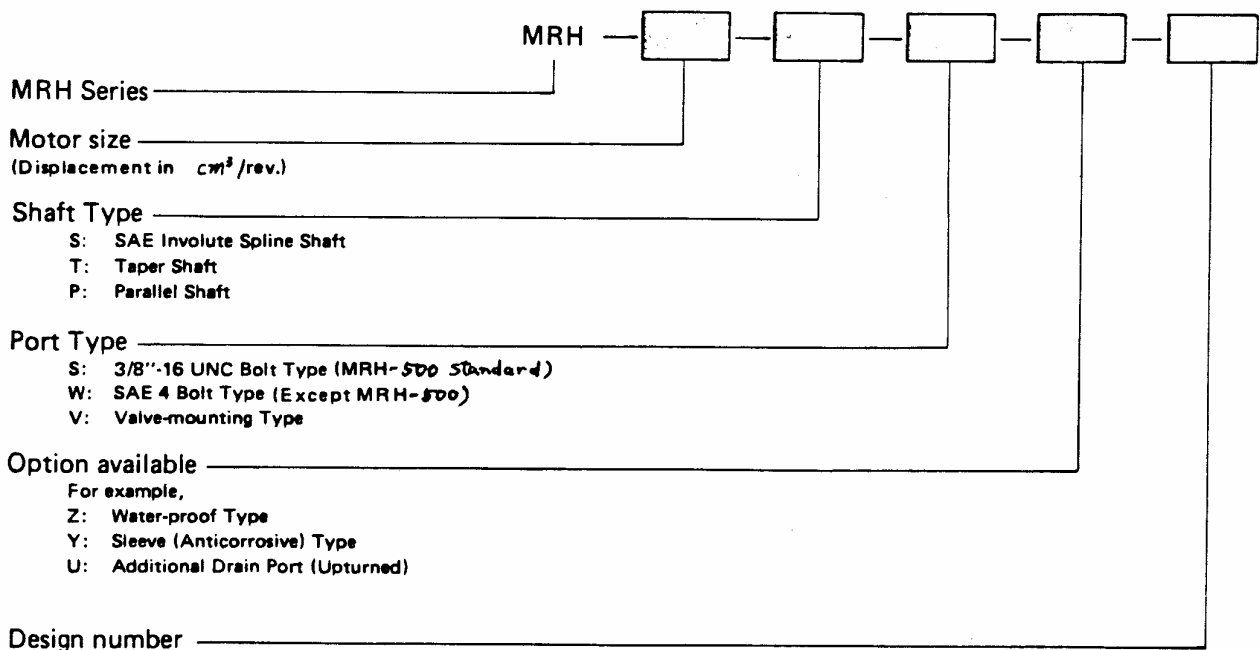 MRH — — — — —
MRH Series
Motor size
(Displacement in cm³/rev.)
Shaft Type
S: SAE Involute Spline Shaft
T: Taper Shaft
P: Parallel Shaft
Port Type
S: 3/8''-16 UNC Bolt Type (MRH-500 Standard)
W: SAE 4 Bolt Type (Except MRH-500)
V: Valve-mounting Type
Option available
For example,
Z: Water-proof Type
Y: Sleeve (Anticorrosive) Type
U: Additional Drain Port (Upturned)
Design number